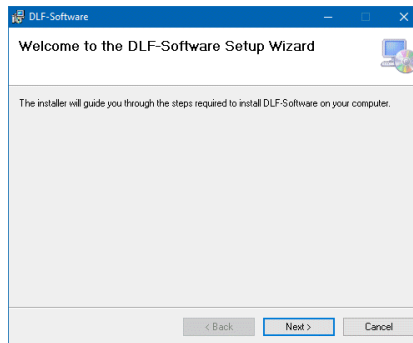 DLF-Software
Welcome to the DLF-Software Setup Wizard
The installer will guide you through the steps required to install DLF-Software on your computer.
< Back Next > Cancel